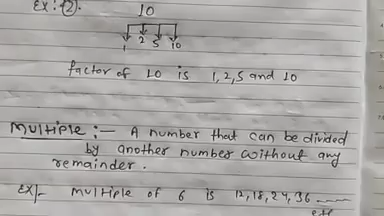 Ex:-②.
10
1 2 5 10
factor of 10 is 1,2,5 and 10
Multiple :— A number that can be divided
by another number without any
remainder.
Ex/- Multiple of 6 is 12,18,24,36 ......
etc